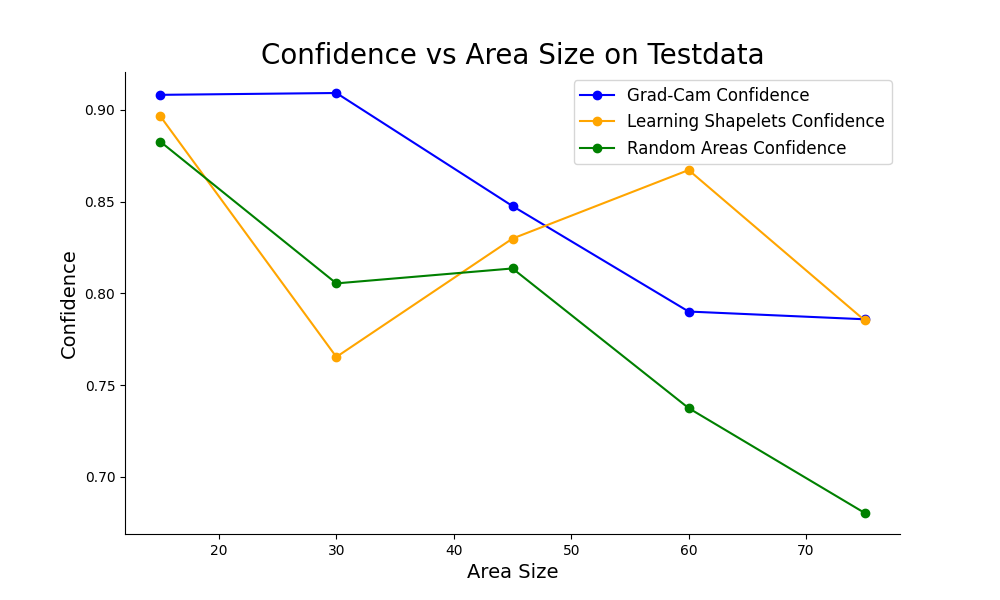 Confidence vs Area Size on Testdata
Grad-Cam Confidence
Learning Shapelets Confidence
Random Areas Confidence
Confidence
0.90
0.85
0.80
0.75
0.70
20 30 40 50 60 70
Area Size